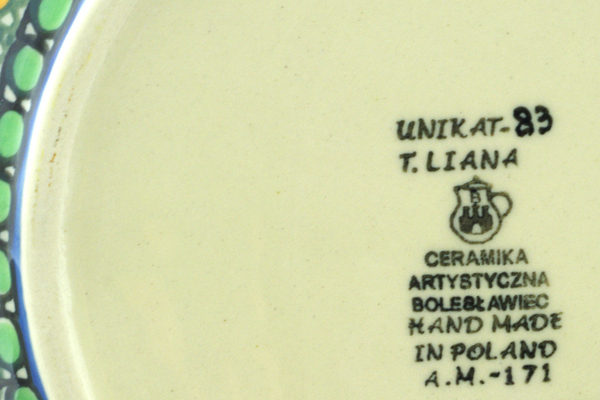 UNIKAT-83
T. LIANA
CERAMIKA
ARTYSTYCZNA
BOLESŁAWIEC
HAND MADE
IN POLAND
A.M.-171